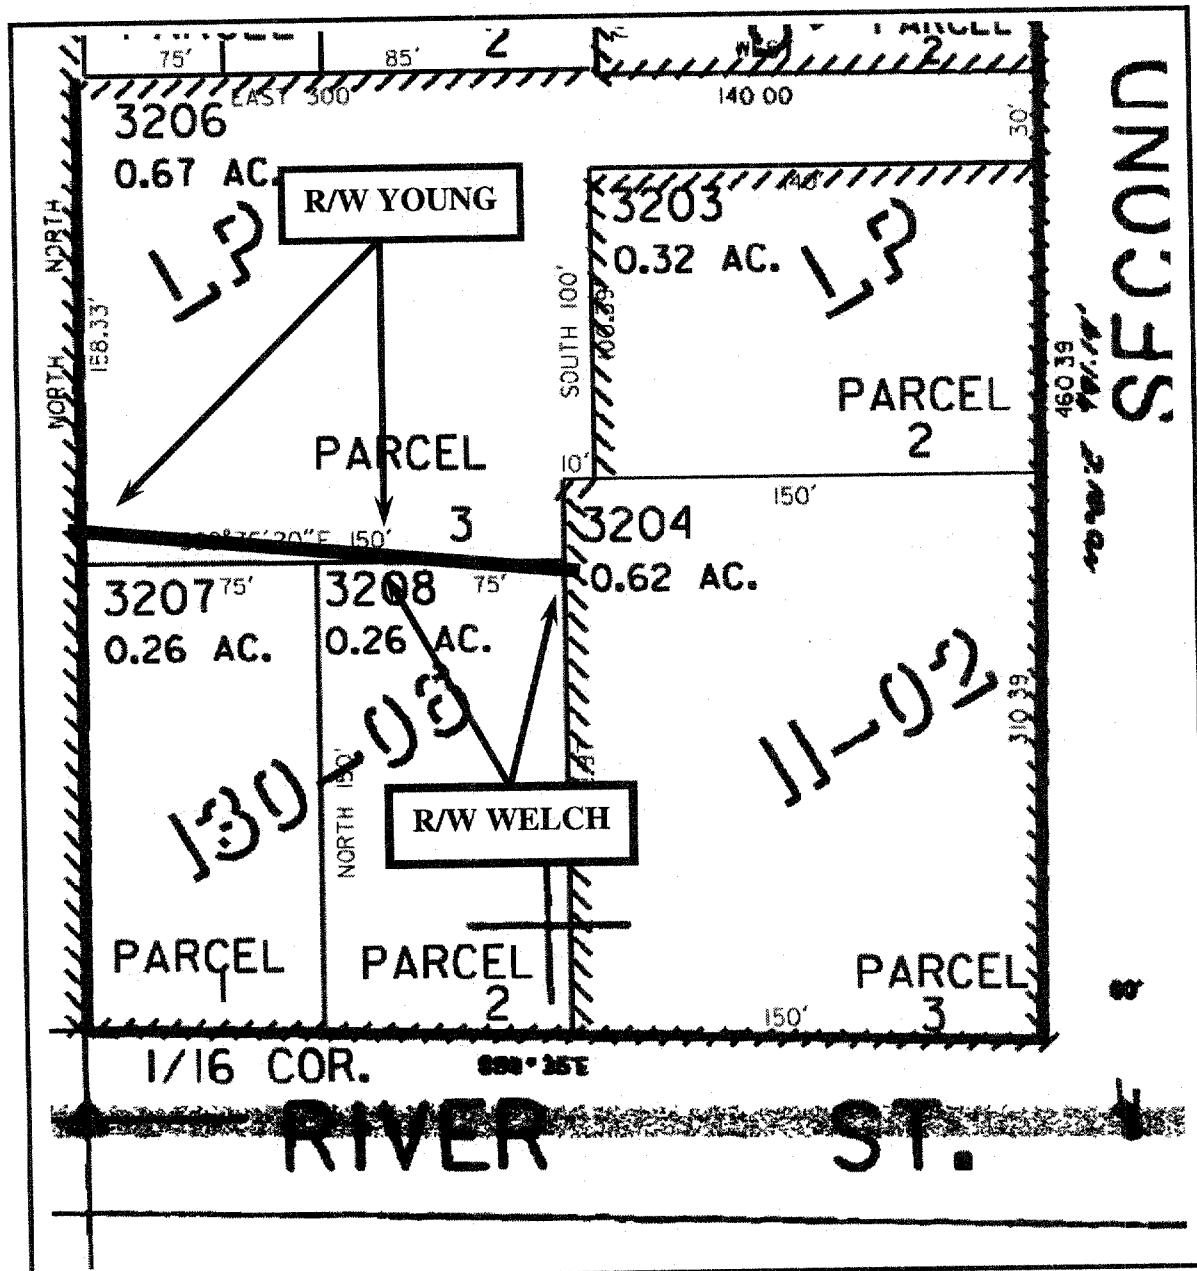 75'
85'
2
PARCEL
2
EAST 300
140 00
30'
3206
0.67 AC.
R/W YOUNG
3203
0.32 AC.
LP
LP
NORTH
NORTH
NORTH
158.33'
SOUTH 100'
PARCEL
2
460 39
SECOND
PARCEL
3
10'
150'
150'
3204
0.62 AC.
3207
75'
0.26 AC.
3208
75'
0.26 AC.
130-03
11-02
310 39
NORTH 150'
R/W WELCH
PARCEL
1
PARCEL
2
PARCEL
3
150'
60'
1/16 COR.
RIVER ST.